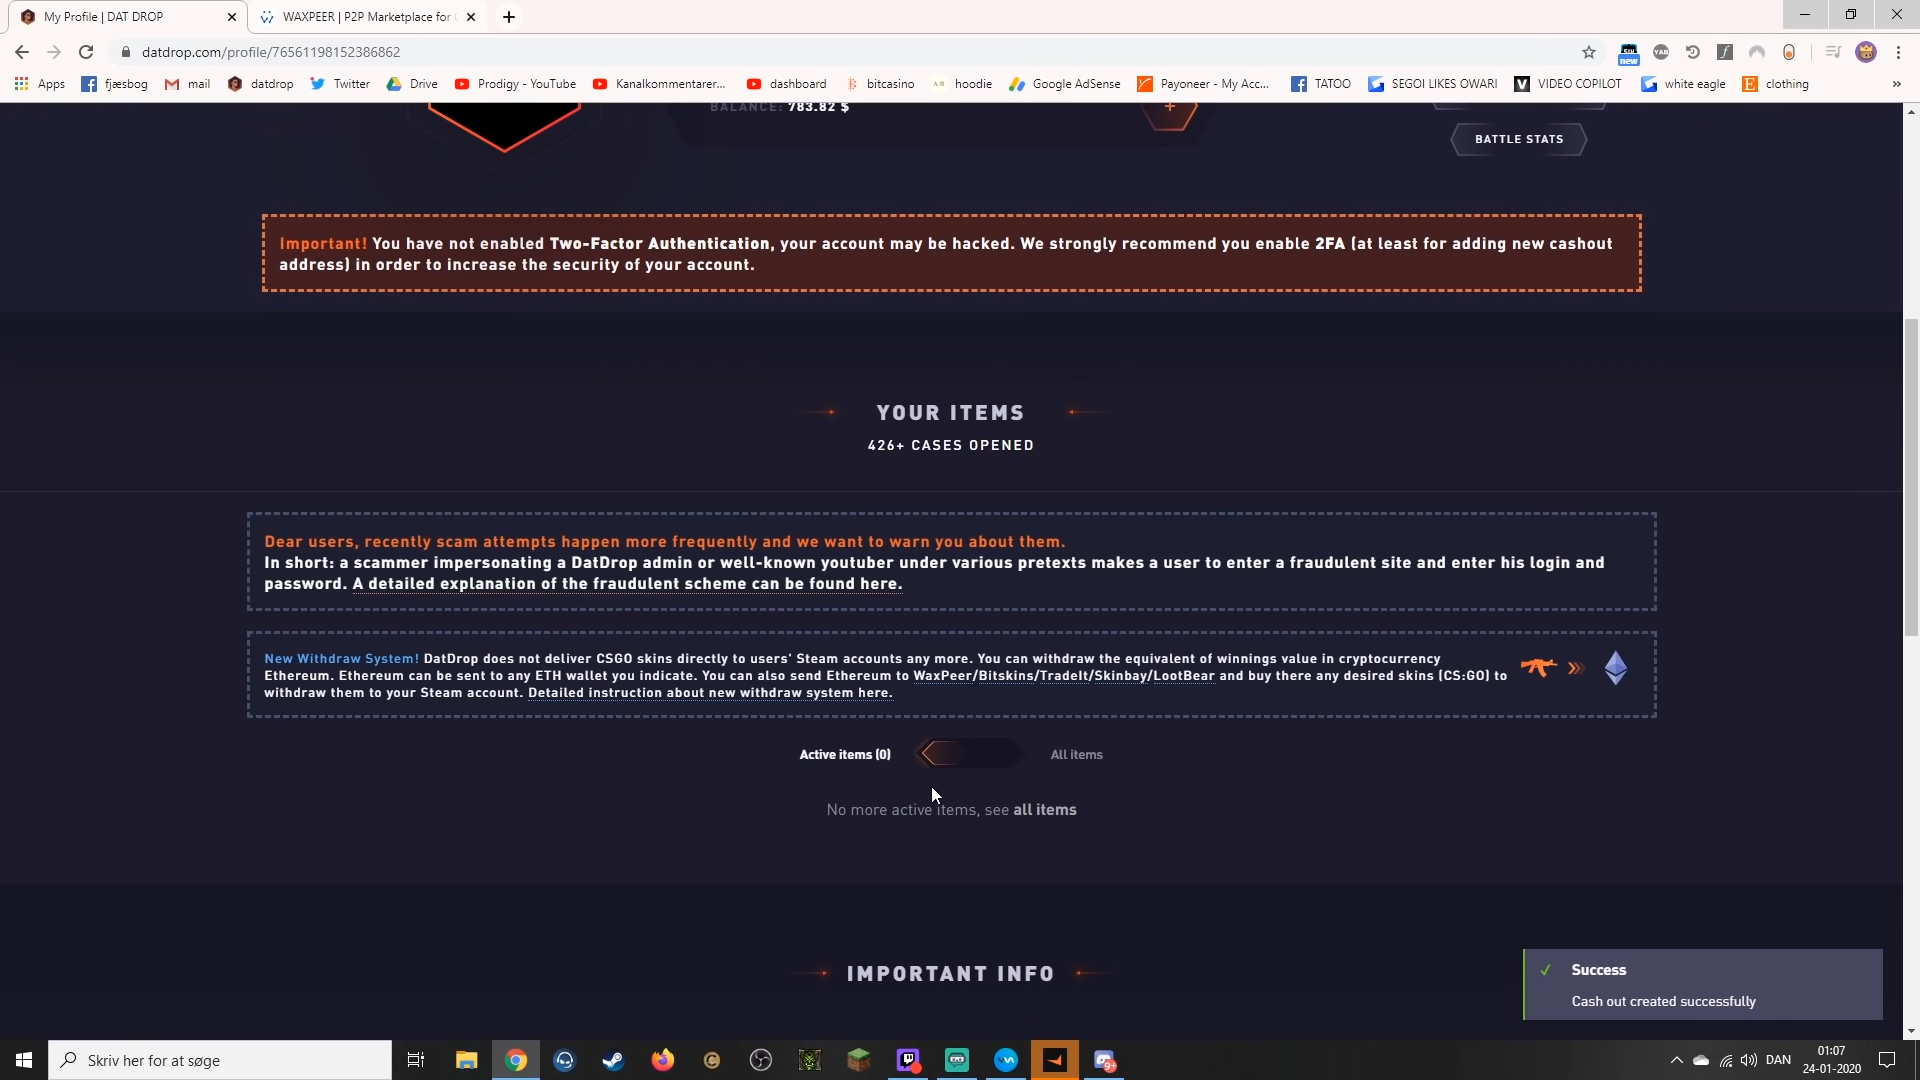 My Profile | DAT DROP
WAXPEER | P2P Marketplace for
datdrop.com/profile/76561198152386862
new
Apps
fjæsbog
mail
datdrop
Twitter
Drive
Prodigy - YouTube
Kanalkommentarer...
dashboard
bitcasino
hoodie
Google AdSense
Payoneer - My Acc...
TATOO
SEGOI LIKES OWARI
VIDEO COPILOT
white eagle
clothing
BALANCE: 783.82 $
BATTLE STATS
Important! You have not enabled Two-Factor Authentication, your account may be hacked. We strongly recommend you enable 2FA (at least for adding new cashout
address) in order to increase the security of your account.
YOUR ITEMS
426+ CASES OPENED
Dear users, recently scam attempts happen more frequently and we want to warn you about them.
In short: a scammer impersonating a DatDrop admin or well-known youtuber under various pretexts makes a user to enter a fraudulent site and enter his login and
password. A detailed explanation of the fraudulent scheme can be found here.
New Withdraw System! DatDrop does not deliver CSGO skins directly to users' Steam accounts any more. You can withdraw the equivalent of winnings value in cryptocurrency
Ethereum. Ethereum can be sent to any ETH wallet you indicate. You can also send Ethereum to WaxPeer/Bitskins/TradeIt/Skinbay/LootBear and buy there any desired skins (CS:GO) to
withdraw them to your Steam account. Detailed instruction about new withdraw system here.
Active items (0)
All items
No more active items, see all items
IMPORTANT INFO
Success
Cash out created successfully
Skriv her for at søge
9+
DAN
01:07
24-01-2020